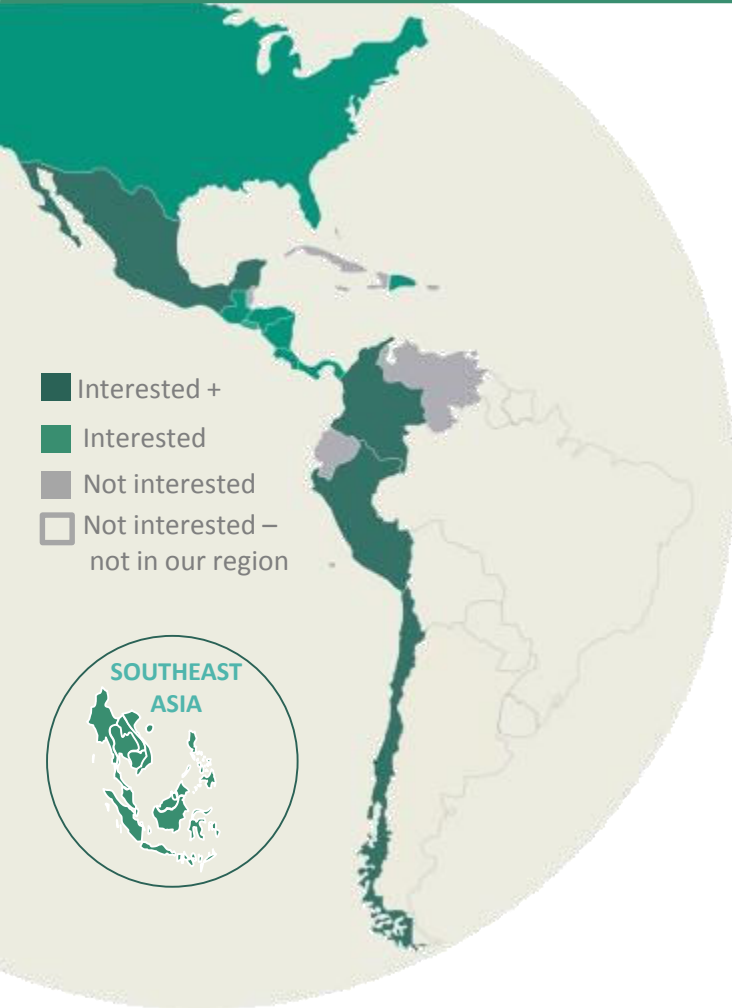 Interested +
Interested
Not interested
Not interested –
not in our region
SOUTHEAST
ASIA